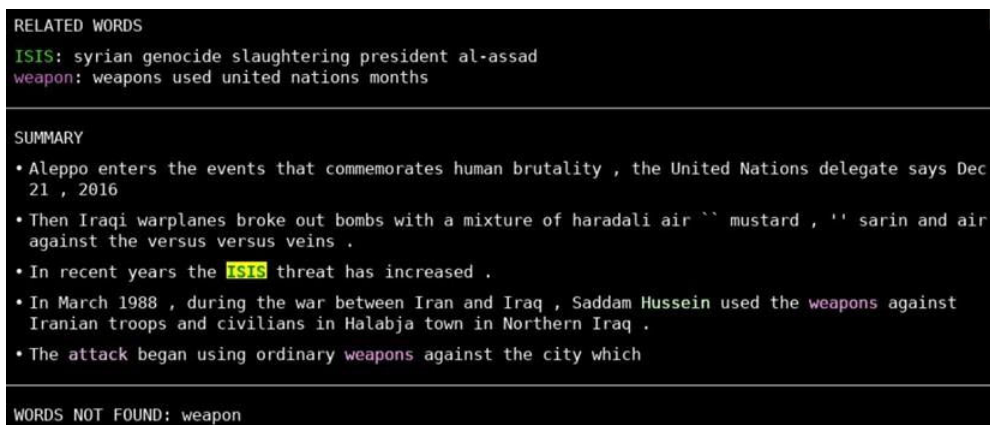 RELATED WORDS
ISIS: syrian genocide slaughtering president al-assad
weapon: weapons used united nations months
SUMMARY
• Aleppo enters the events that commemorates human brutality , the United Nations delegate says Dec
21 , 2016
• Then Iraqi warplanes broke out bombs with a mixture of haradali air `` mustard , '' sarin and air
against the versus versus veins .
• In recent years the ISIS threat has increased .
• In March 1988 , during the war between Iran and Iraq , Saddam Hussein used the weapons against
Iranian troops and civilians in Halabja town in Northern Iraq .
• The attack began using ordinary weapons against the city which
WORDS NOT FOUND: weapon